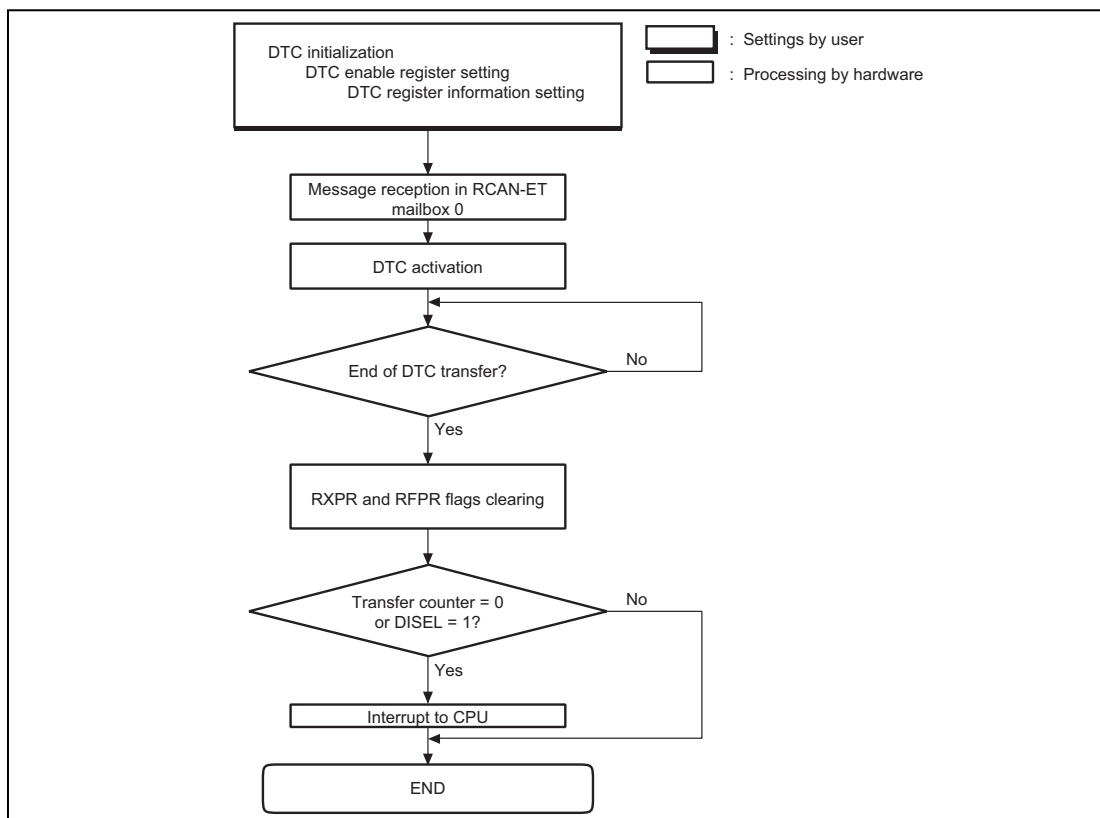 DTC initialization
DTC enable register setting
DTC register information setting
: Settings by user
: Processing by hardware
Message reception in RCAN-ET
mailbox 0
DTC activation
End of DTC transfer?
No
Yes
RXPR and RFPR flags clearing
Transfer counter = 0
or DISEL = 1?
No
Yes
Interrupt to CPU
END